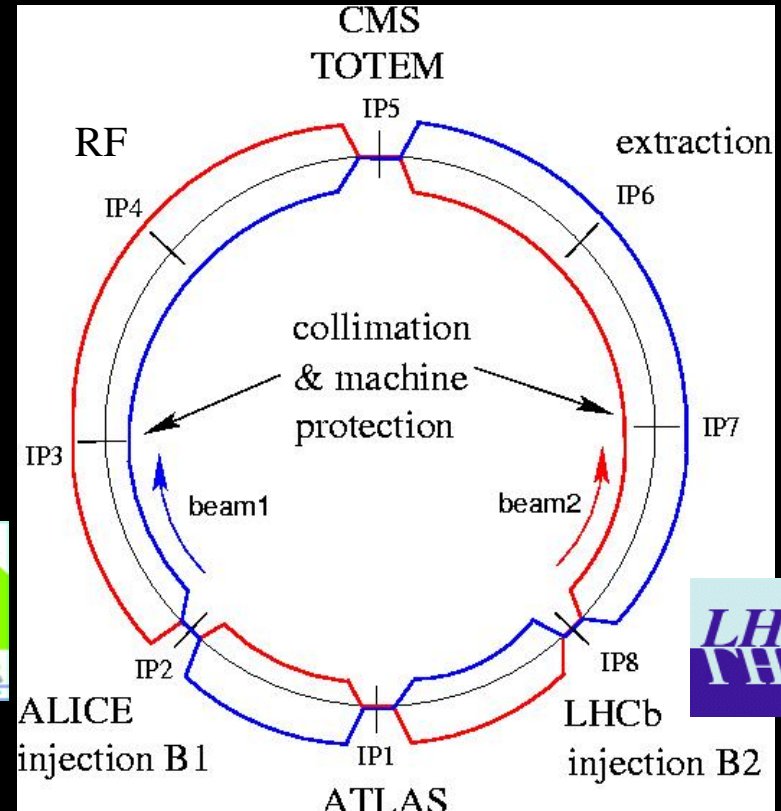 CMS
TOTEM
IP5
RF
extraction
IP4
IP6
collimation
& machine
protection
IP3
IP7
beam1
beam2
IP2
IP8
ALICE
injection B1
LHCb
injection B2
IP1
ATLAS